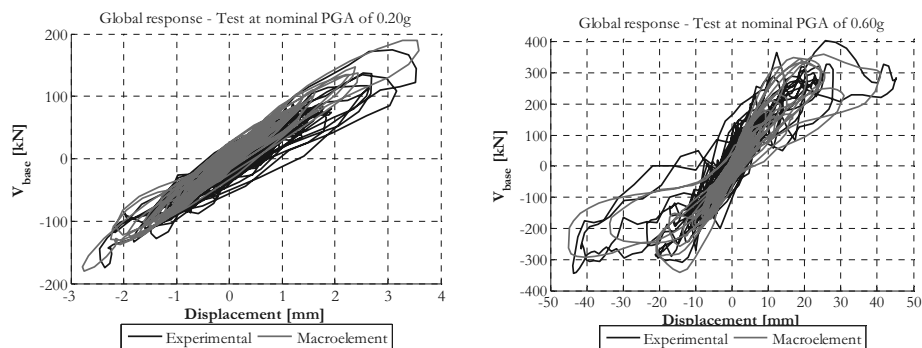 Global response - Test at nominal PGA of 0.20g
200
100
0
-100
-200
V_base [kN]
-3 -2 -1 0 1 2 3 4
Displacement [mm]
Experimental Macroelement
Global response - Test at nominal PGA of 0.60g
400
300
200
100
0
-100
-200
-300
-400
V_base [kN]
-50 -40 -30 -20 -10 0 10 20 30 40 50
Displacement [mm]
Experimental Macroelement